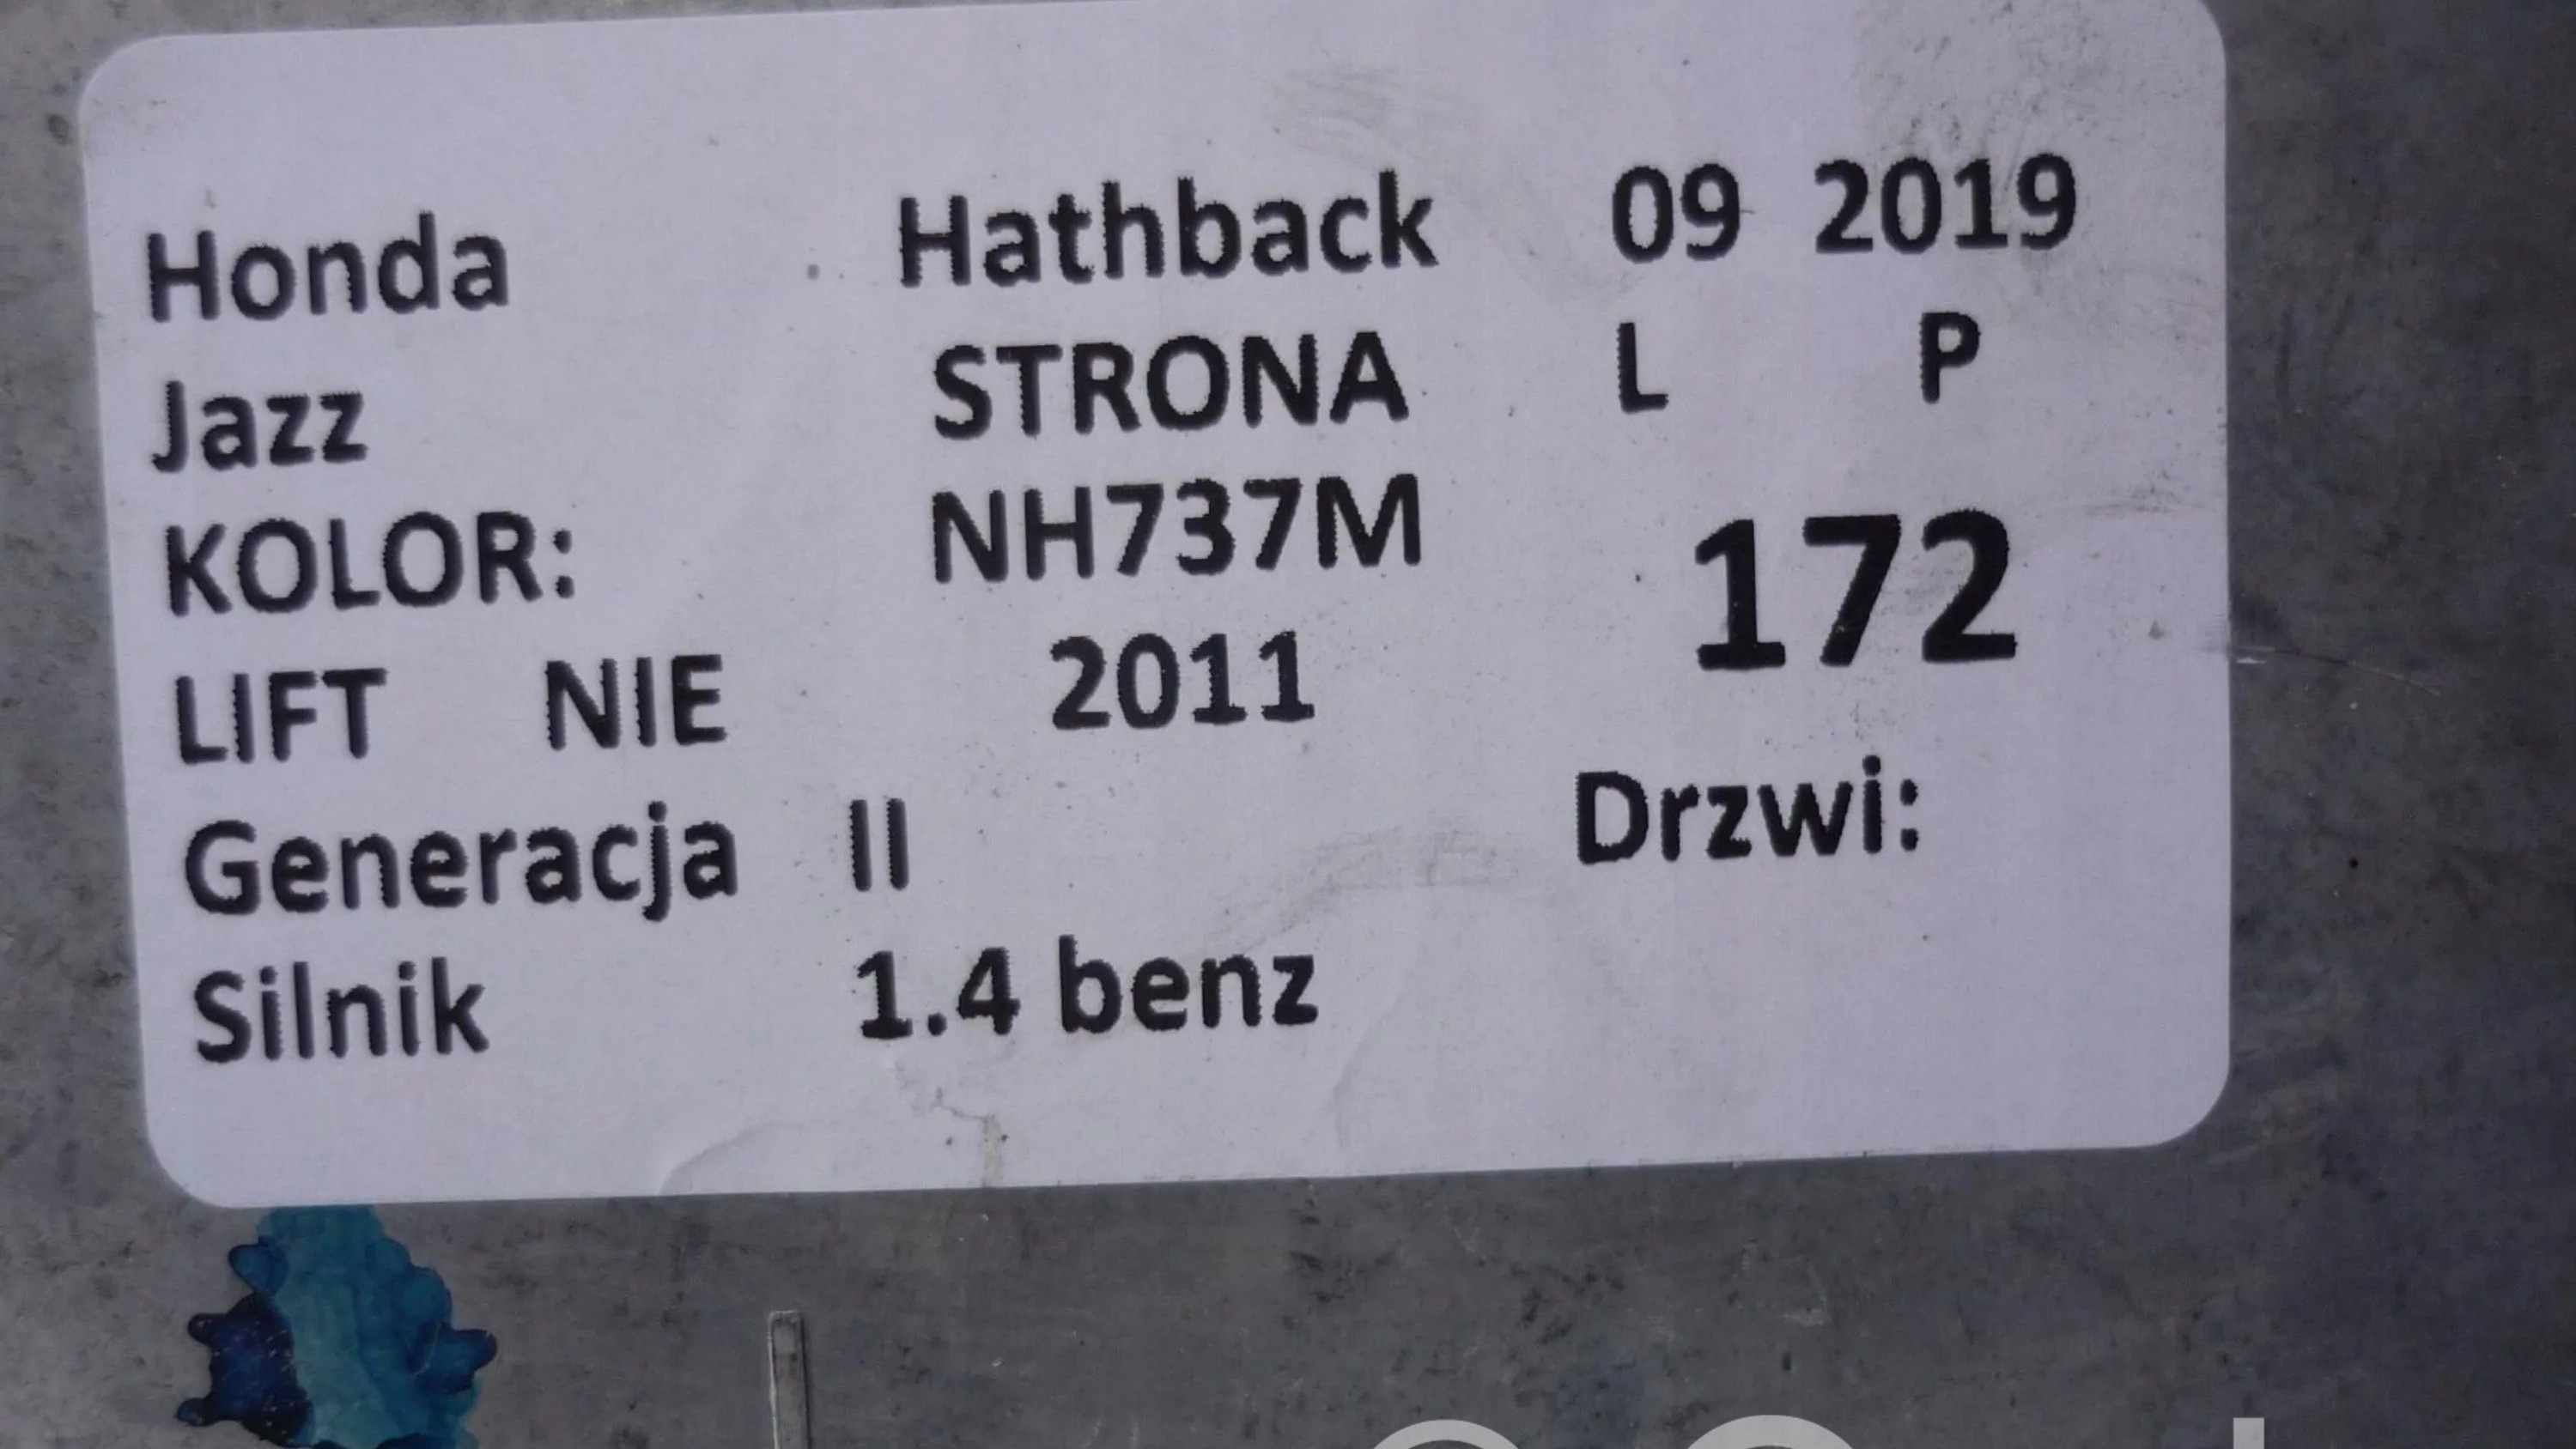 Honda Hathback 09 2019
Jazz STRONA L P
KOLOR: NH737M 172
LIFT NIE 2011
Generacja II Drzwi:
Silnik 1.4 benz